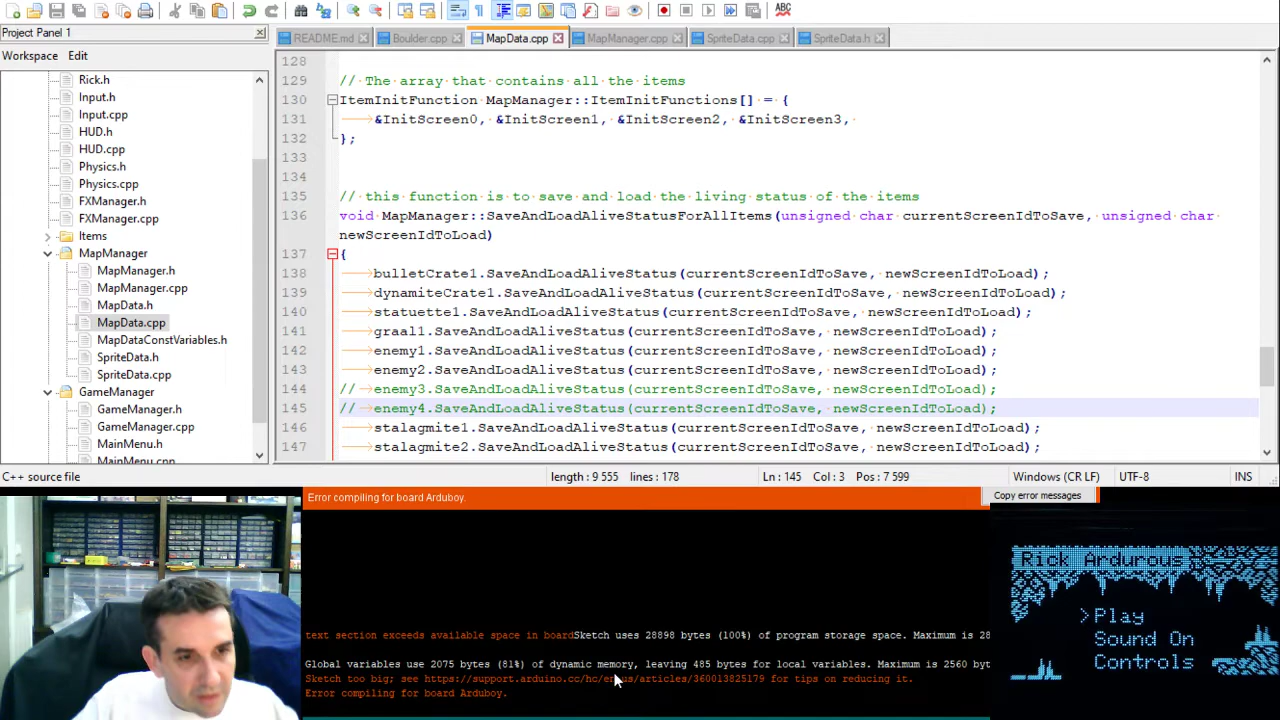 Project Panel 1
Workspace Edit
Rick.h
Input.h
Input.cpp
HUD.h
HUD.cpp
Physics.h
Physics.cpp
FXManager.h
FXManager.cpp
Items
MapManager
MapManager.h
MapManager.cpp
MapData.h
MapData.cpp
MapDataConstVariables.h
SpriteData.h
SpriteData.cpp
GameManager
GameManager.h
GameManager.cpp
MainMenu.h
MainMenu.cpp
ABC
README.md Boulder.cpp MapData.cpp MapManager.cpp SpriteData.cpp SpriteData.h
128
129 // The array that contains all the items
130 ItemInitFunction MapManager::ItemInitFunctions[] = {
131 &InitScreen0, &InitScreen1, &InitScreen2, &InitScreen3,
132 };
133
134
135 // this function is to save and load the living status of the items
136 void MapManager::SaveAndLoadAliveStatusForAllItems(unsigned char currentScreenIdToSave, unsigned char
newScreenIdToLoad)
137 {
138 bulletCrate1.SaveAndLoadAliveStatus(currentScreenIdToSave, newScreenIdToLoad);
139 dynamiteCrate1.SaveAndLoadAliveStatus(currentScreenIdToSave, newScreenIdToLoad);
140 statuette1.SaveAndLoadAliveStatus(currentScreenIdToSave, newScreenIdToLoad);
141 graal1.SaveAndLoadAliveStatus(currentScreenIdToSave, newScreenIdToLoad);
142 enemy1.SaveAndLoadAliveStatus(currentScreenIdToSave, newScreenIdToLoad);
143 enemy2.SaveAndLoadAliveStatus(currentScreenIdToSave, newScreenIdToLoad);
144 // enemy3.SaveAndLoadAliveStatus(currentScreenIdToSave, newScreenIdToLoad);
145 // enemy4.SaveAndLoadAliveStatus(currentScreenIdToSave, newScreenIdToLoad);
146 stalagmite1.SaveAndLoadAliveStatus(currentScreenIdToSave, newScreenIdToLoad);
147 stalagmite2.SaveAndLoadAliveStatus(currentScreenIdToSave, newScreenIdToLoad);
C++ source file length : 9 555 lines : 178 Ln : 145 Col : 3 Pos : 7 599 Windows (CR LF) UTF-8 INS
Error compiling for board Arduboy.
Copy error messages
text section exceeds available space in boardSketch uses 28898 bytes (100%) of program storage space. Maximum is 28
Global variables use 2075 bytes (81%) of dynamic memory, leaving 485 bytes for local variables. Maximum is 2560 byt
Sketch too big; see https://support.arduino.cc/hc/en-us/articles/360013825179 for tips on reducing it.
Error compiling for board Arduboy.
Rick Ardurous
>Play
Sound On
Controls